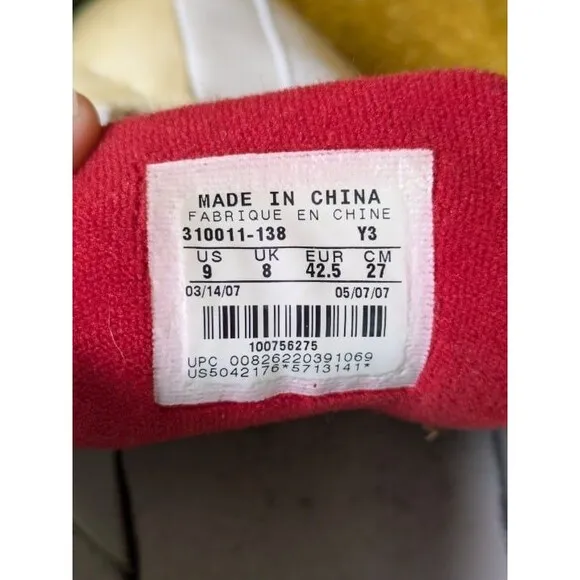 MADE IN CHINA
FABRIQUE EN CHINE
310011-138 Y3
US UK EUR CM
9 8 42.5 27
03/14/07 05/07/07
100756275
UPC 00826220391069
US5042176*5713141*